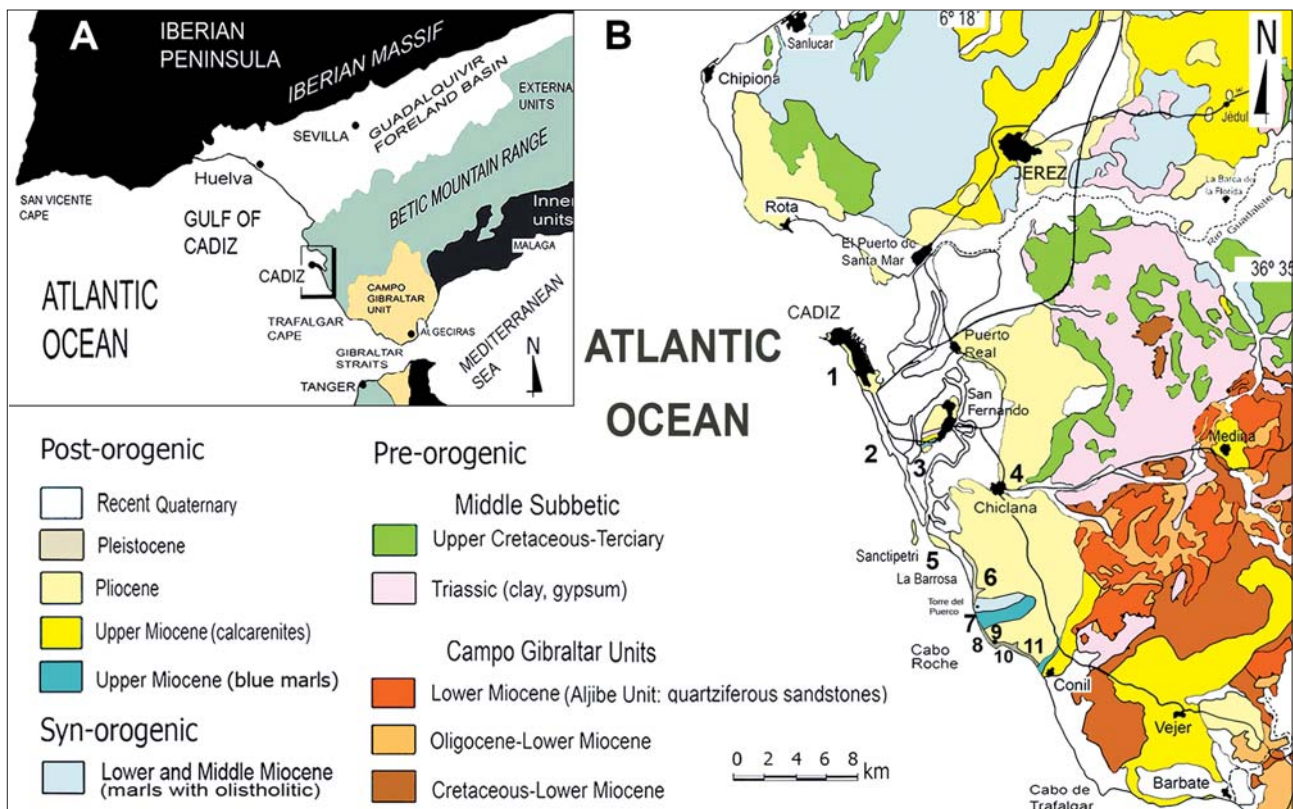 A
IBERIAN
PENINSULA
IBERIAN MASSIF
GUADALQUIVIR
FORELAND BASIN
EXTERNA
UNITS
SEVILLA
Huelva
BETIC MOUNTAIN RANGE
SAN VICENTE
CAPE
GULF OF
CADIZ
Inner
units
MALAGA
CADIZ
CAMPO
GIBRALTAR
UNIT
ATLANTIC
OCEAN
TRAFALGAR
CAPE
ALGECIRAS
GIBRALTAR
STRAITS
MEDITERRANEAN
SEA
N
TANGER
B
6º 18'
N
Sanlucar
Chipiona
Jédul
JEREZ
La Barca de
la Florida
Rota
Rio Guadalete
El Puerto de
Santa Mar
36º 35
CADIZ
ATLANTIC
OCEAN
Puerto
Real
1
San
Fernando
Medina
2
3
4
Chiclana
Sanctipetri
5
La Barrosa
6
Torre del
Puerco
7
9
8
10
11
Cabo
Roche
Conil
Vejer
Barbate
Cabo de
Trafalgar
0 2 4 6 8
km
Post-orogenic
Recent Quaternary
Pleistocene
Pliocene
Upper Miocene (calcarenites)
Upper Miocene (blue marls)
Syn-orogenic
Lower and Middle Miocene
(marls with olistholitic)
Pre-orogenic
Middle Subbetic
Upper Cretaceous-Terciary
Triassic (clay, gypsum)
Campo Gibraltar Units
Lower Miocene (Aljibe Unit: quartziferous sandstones)
Oligocene-Lower Miocene
Cretaceous-Lower Miocene